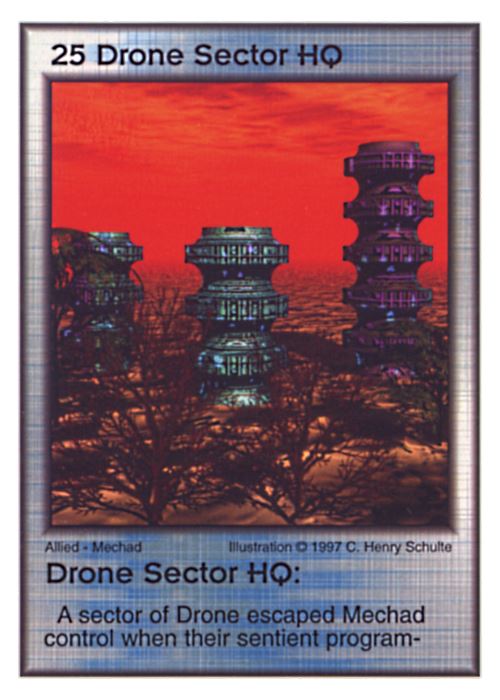 25 Drone Sector HQ
Allied - Mechad
Illustration © 1997 C. Henry Schulte
Drone Sector HQ:
A sector of Drone escaped Mechad
control when their sentient program-